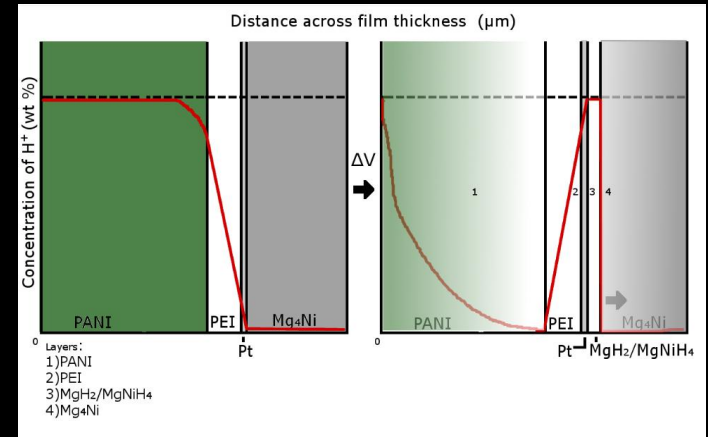 Distance across film thickness (μm)
Concentration of H⁺ (wt %)
ΔV
1
2
3
4
PANI
PEI
Mg₄Ni
PANI
PEI
Mg₄Ni
0
Pt
0
Pt
MgH₂/MgNiH₄
Layers:
1)PANI
2)PEI
3)MgH₂/MgNiH₄
4)Mg₄Ni